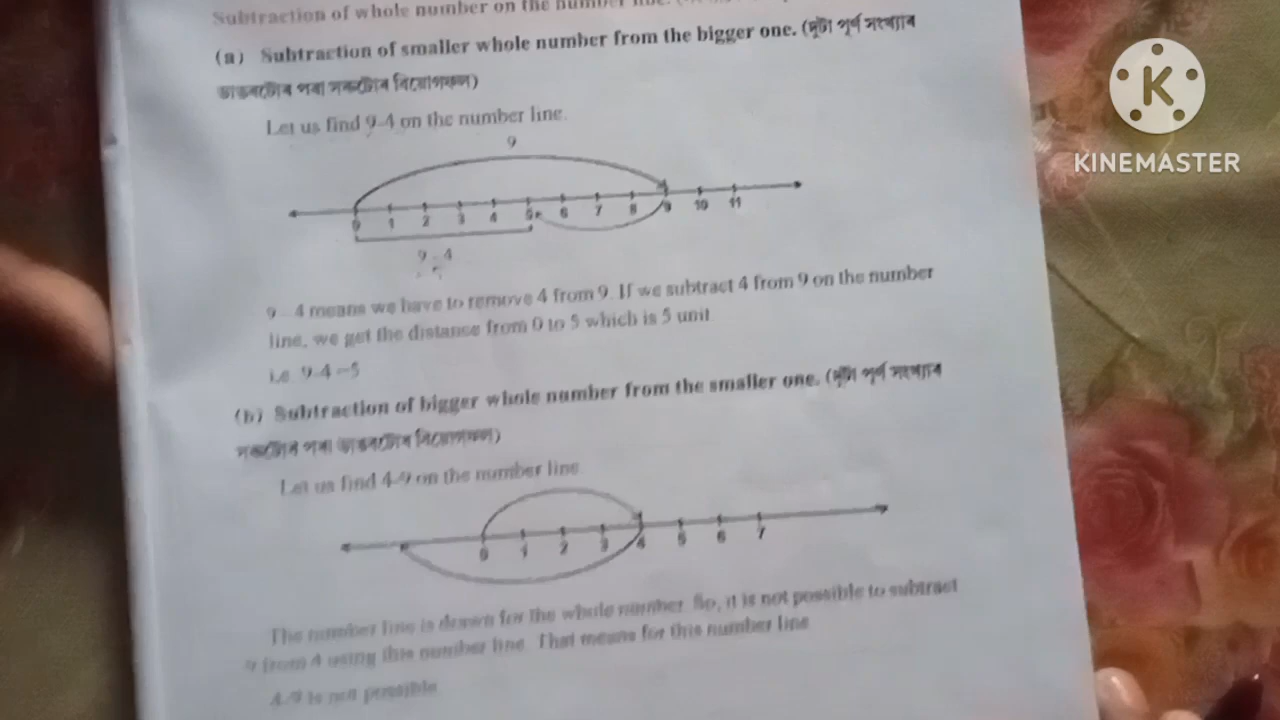 Subtraction of whole number on the number line.
(a) Subtraction of smaller whole number from the bigger one. (দুটা পূৰ্ণ সংখ্যাৰ
ডাঙৰটোৰ পৰা সৰুটোৰ বিয়োগফল)
Let us find 9-4 on the number line.
9
0 1 2 3 4 5 6 7 8 9 10 11
9 - 4
9 - 4 means we have to remove 4 from 9. If we subtract 4 from 9 on the number
line, we get the distance from 0 to 5 which is 5 unit
i.e. 9-4=5
(b) Subtraction of bigger whole number from the smaller one. (দুটা পূৰ্ণ সংখ্যাৰ
সৰুটোৰ পৰা ডাঙৰটোৰ বিয়োগফল)
Let us find 4-9 on the number line
0 1 2 3 4 5 6 7
The number line is drawn for the whole number. So, it is not possible to subtract
9 from 4 using this number line. That means for this number line
4-9 is not possible
K
KINEMASTER